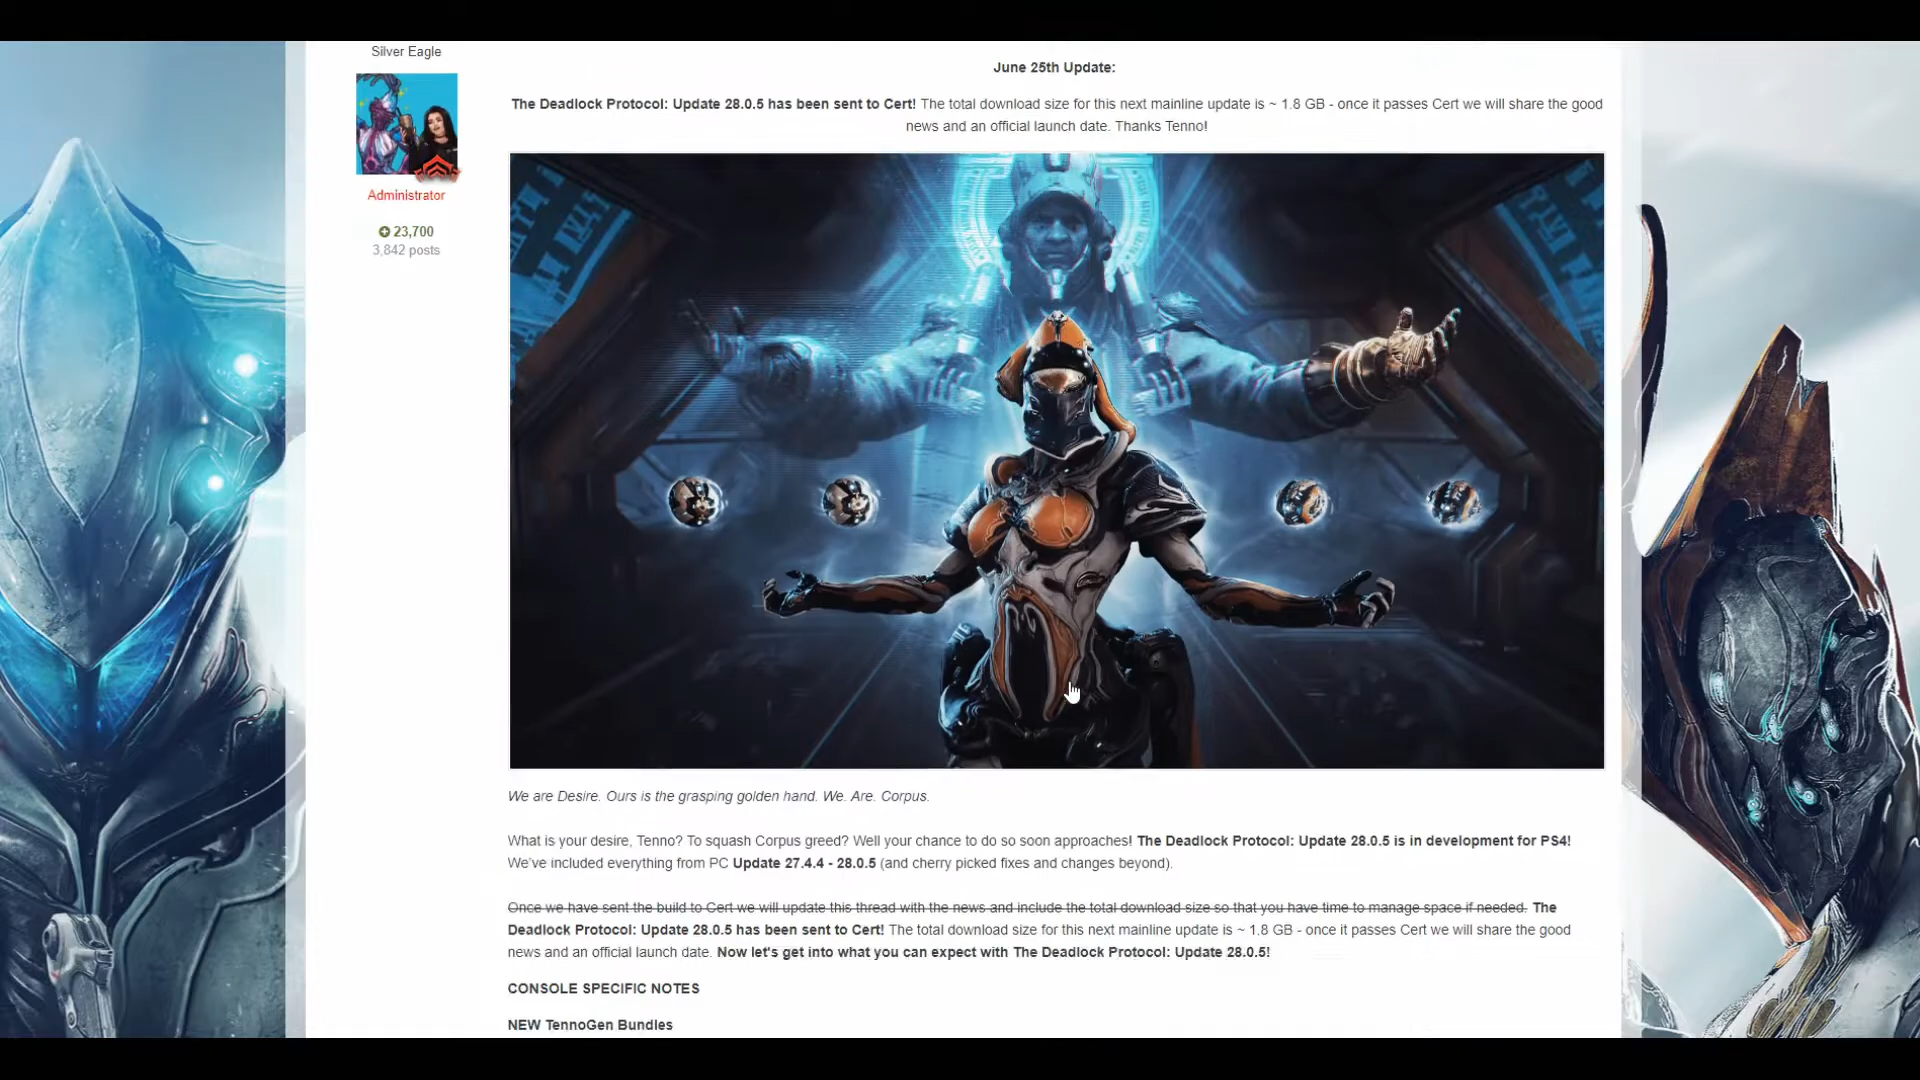 Silver Eagle
Administrator
23,700
3,842 posts
June 25th Update:
The Deadlock Protocol: Update 28.0.5 has been sent to Cert! The total download size for this next mainline update is ~ 1.8 GB - once it passes Cert we will share the good
news and an official launch date. Thanks Tenno!
We are Desire. Ours is the grasping golden hand. We. Are. Corpus.
What is your desire, Tenno? To squash Corpus greed? Well your chance to do so soon approaches! The Deadlock Protocol: Update 28.0.5 is in development for PS4!
We've included everything from PC Update 27.4.4 - 28.0.5 (and cherry picked fixes and changes beyond).
Once we have sent the build to Cert we will update this thread with the news and include the total download size so that you have time to manage space if needed. The
Deadlock Protocol: Update 28.0.5 has been sent to Cert! The total download size for this next mainline update is ~ 1.8 GB - once it passes Cert we will share the good
news and an official launch date. Now let's get into what you can expect with The Deadlock Protocol: Update 28.0.5!
CONSOLE SPECIFIC NOTES
NEW TennoGen Bundles